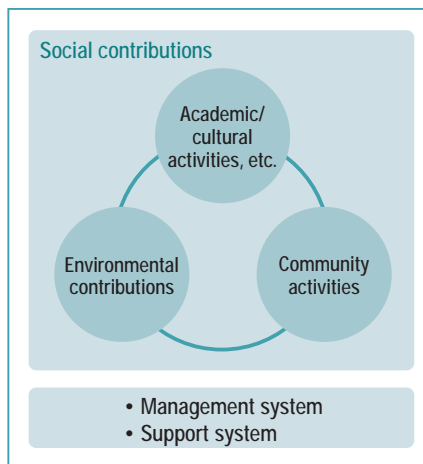 Social contributions
Academic/
cultural
activities, etc.
Environmental
contributions
Community
activities
• Management system
• Support system